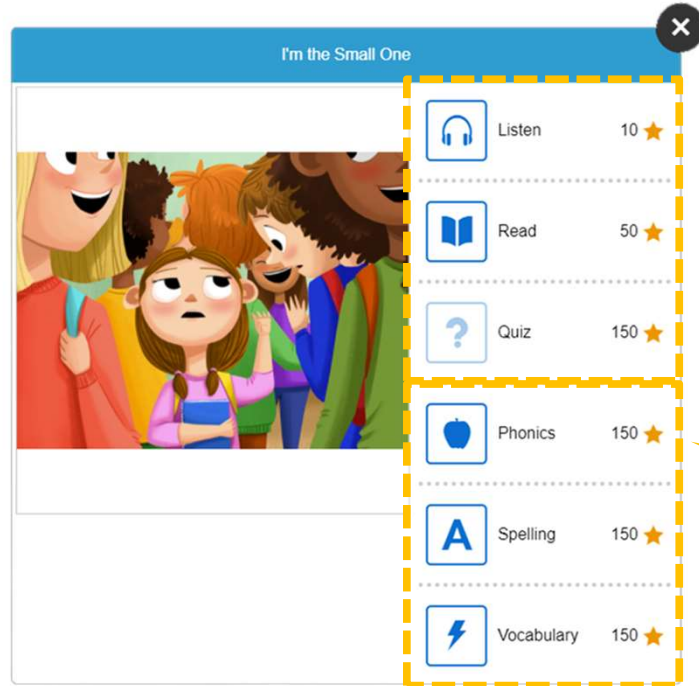 I'm the Small One
Listen 10
Read 50
Quiz 150
Phonics 150
Spelling 150
Vocabulary 150